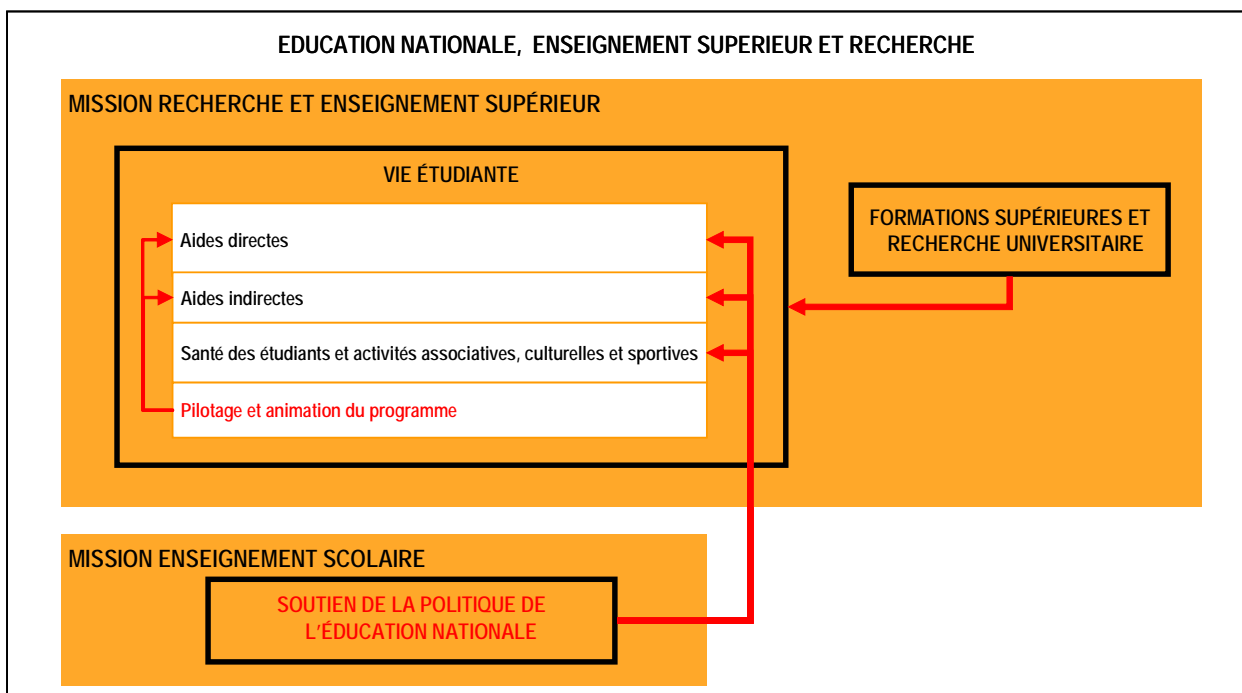 EDUCATION NATIONALE, ENSEIGNEMENT SUPERIEUR ET RECHERCHE
MISSION RECHERCHE ET ENSEIGNEMENT SUPÉRIEUR
VIE ÉTUDIANTE
Aides directes
Aides indirectes
Santé des étudiants et activités associatives, culturelles et sportives
Pilotage et animation du programme
FORMATIONS SUPÉRIEURES ET
RECHERCHE UNIVERSITAIRE
MISSION ENSEIGNEMENT SCOLAIRE
SOUTIEN DE LA POLITIQUE DE
L'ÉDUCATION NATIONALE